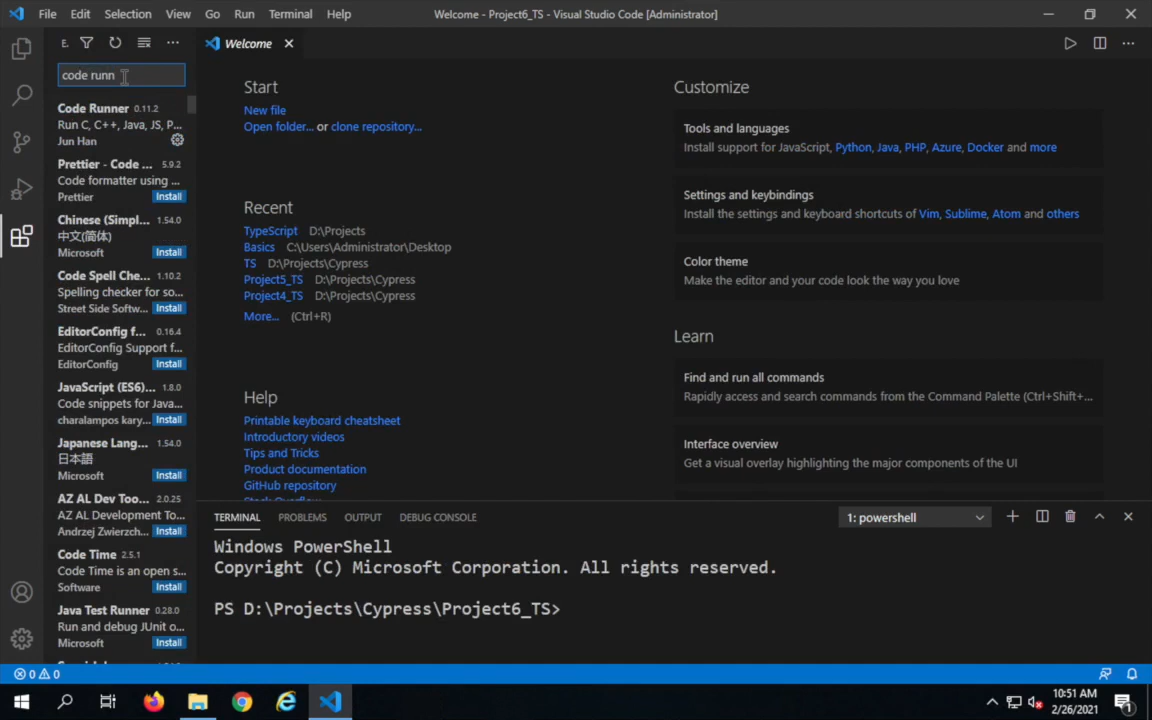 File Edit Selection View Go Run Terminal Help
Welcome - Project6_TS - Visual Studio Code [Administrator]
E.
Welcome
code runn
Code Runner 0.11.2
Run C, C++, Java, JS, P...
Jun Han
Prettier - Code ... 5.9.2
Code formatter using ...
Prettier Install
Chinese (Simpl... 1.54.0
中文(简体)
Microsoft Install
Code Spell Che... 1.10.2
Spelling checker for so...
Street Side Softw... Install
EditorConfig f... 0.16.4
EditorConfig Support f...
EditorConfig Install
JavaScript (ES6)... 1.8.0
Code snippets for Java...
charalampos kary... Install
Japanese Lang... 1.54.0
日本語
Microsoft Install
AZ AL Dev Too... 2.0.25
AZ AL Development To...
Andrzej Zwierzch... Install
Code Time 2.5.1
Code Time is an open s...
Software Install
Java Test Runner 0.28.0
Run and debug JUnit o...
Microsoft Install
Start
New file
Open folder... or clone repository...
Recent
TypeScript D:\Projects
Basics C:\Users\Administrator\Desktop
TS D:\Projects\Cypress
Project5_TS D:\Projects\Cypress
Project4_TS D:\Projects\Cypress
More... (Ctrl+R)
Help
Printable keyboard cheatsheet
Introductory videos
Tips and Tricks
Product documentation
GitHub repository
Stack Overflow
Customize
Tools and languages
Install support for JavaScript, Python, Java, PHP, Azure, Docker and more
Settings and keybindings
Install the settings and keyboard shortcuts of Vim, Sublime, Atom and others
Color theme
Make the editor and your code look the way you love
Learn
Find and run all commands
Rapidly access and search commands from the Command Palette (Ctrl+Shift+...
Interface overview
Get a visual overlay highlighting the major components of the UI
TERMINAL PROBLEMS OUTPUT DEBUG CONSOLE
1: powershell
Windows PowerShell
Copyright (C) Microsoft Corporation. All rights reserved.
PS D:\Projects\Cypress\Project6_TS>
0 0
10:51 AM
2/26/2021
1